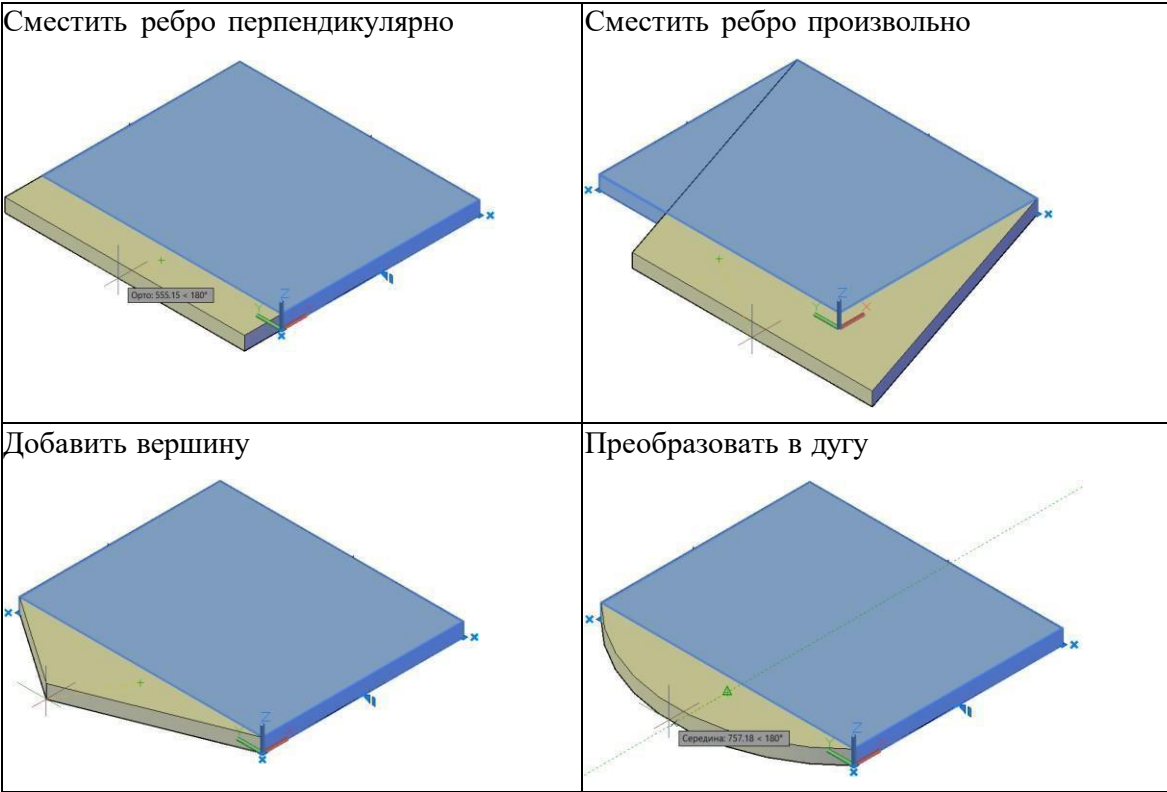 Сместить ребро перпендикулярно
Сместить ребро произвольно
Z
Y
Орто: 555.15 < 180°
Z
Y
X
Добавить вершину
Преобразовать в дугу
Z
Z
Y
Середина: 757.18 < 180°